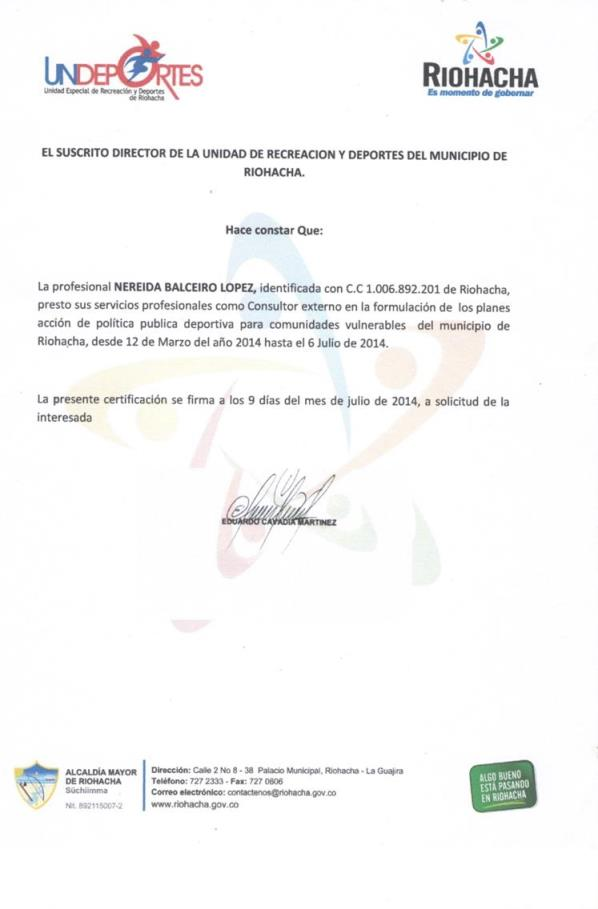 UNDEPORTES
Unidad Especial de Recreación y Deportes
de Riohacha
RIOHACHA
Es momento de gobernar
EL SUSCRITO DIRECTOR DE LA UNIDAD DE RECREACION Y DEPORTES DEL MUNICIPIO DE
RIOHACHA.
Hace constar Que:
La profesional NEREIDA BALCEIRO LOPEZ, identificada con C.C 1.006.892.201 de Riohacha,
presto sus servicios profesionales como Consultor externo en la formulación de los planes
acción de política publica deportiva para comunidades vulnerables del municipio de
Riohacha, desde 12 de Marzo del año 2014 hasta el 6 Julio de 2014.
La presente certificación se firma a los 9 días del mes de julio de 2014, a solicitud de la
interesada
EDUARDO CAVADIA MARTINEZ
ALCALDÍA MAYOR
DE RIOHACHA
Süchiimma
Nit. 892115007-2
Dirección: Calle 2 No 8 - 38 Palacio Municipal, Riohacha - La Guajira
Teléfono: 727 2333 - Fax: 727 0606
Correo electrónico: contactenos@riohacha.gov.co
www.riohacha.gov.co
ALGO BUENO
ESTÁ PASANDO
EN RIOHACHA